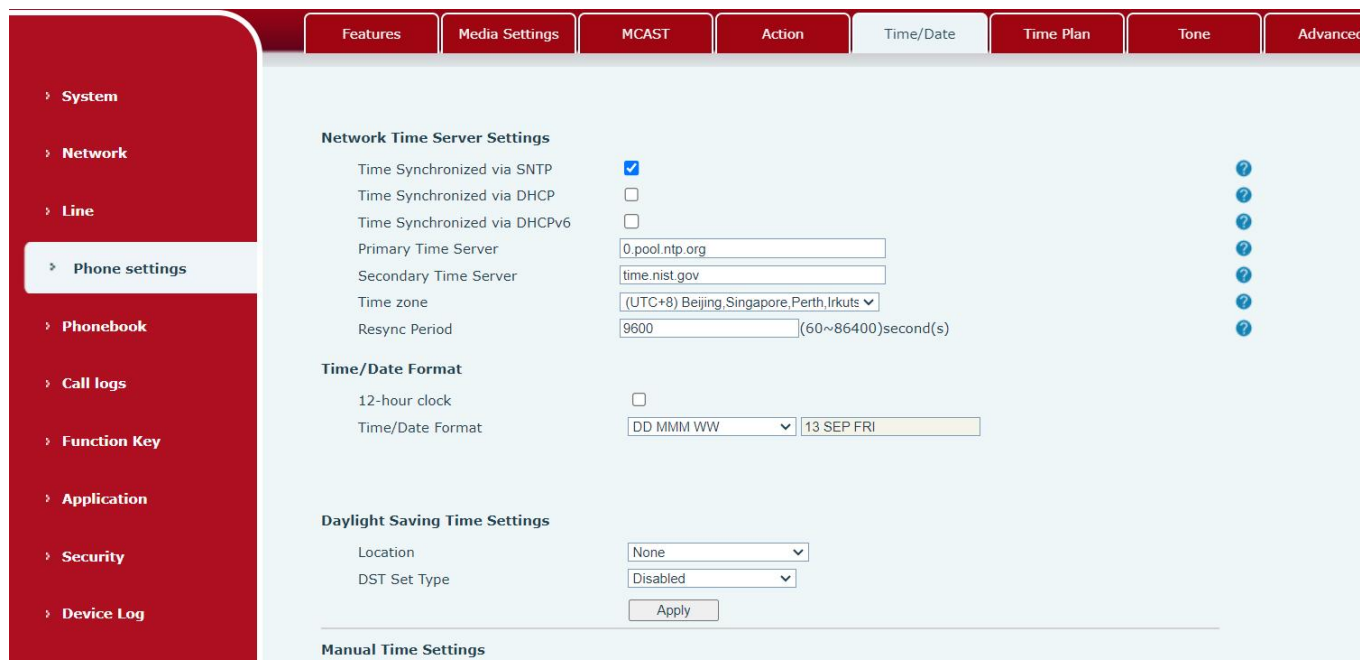 Features Media Settings MCAST Action Time/Date Time Plan Tone Advanced
System
Network
Line
Phone settings
Phonebook
Call logs
Function Key
Application
Security
Device Log
Network Time Server Settings
Time Synchronized via SNTP
Time Synchronized via DHCP
Time Synchronized via DHCPv6
Primary Time Server 0.pool.ntp.org
Secondary Time Server time.nist.gov
Time zone (UTC+8) Beijing,Singapore,Perth,Irkuts
Resync Period 9600 (60~86400)second(s)
Time/Date Format
12-hour clock
Time/Date Format DD MMM WW 13 SEP FRI
Daylight Saving Time Settings
Location None
DST Set Type Disabled
Apply
Manual Time Settings